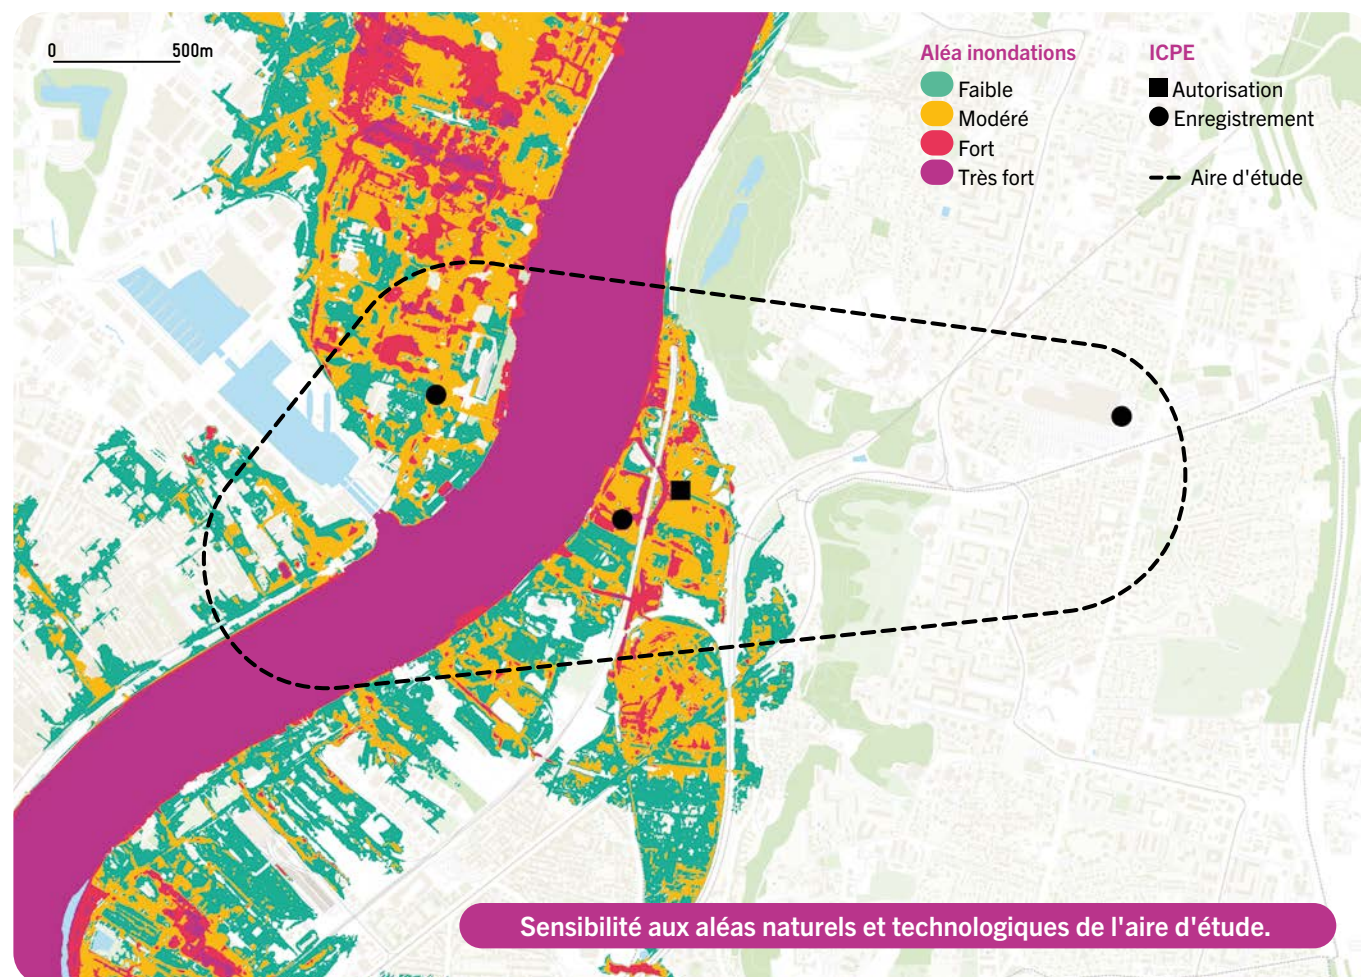 0 500m
Aléa inondations
Faible
Modéré
Fort
Très fort
ICPE
Autorisation
Enregistrement
Aire d'étude
Sensibilité aux aléas naturels et technologiques de l'aire d'étude.